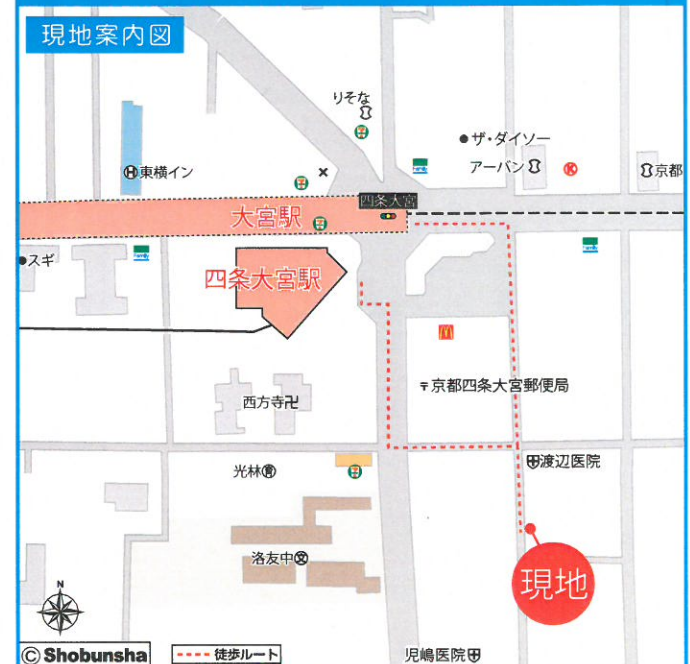 現地案内図
りそな
ザ・ダイソー
アーバン
京都
東横イン
四条大宮
大宮駅
スギ
四条大宮駅
〒京都四条大宮郵便局
西方寺卍
渡辺医院
光林
洛友中㊛
現地
N
© Shobunsha
徒歩ルート
児嶋医院